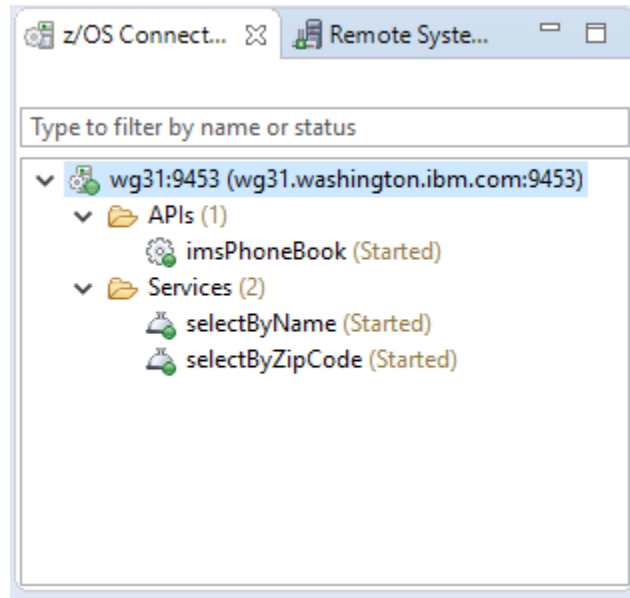 z/OS Connect... Remote Syste...
Type to filter by name or status
wg31:9453 (wg31.washington.ibm.com:9453)
APIs (1)
imsPhoneBook (Started)
Services (2)
selectByName (Started)
selectByZipCode (Started)